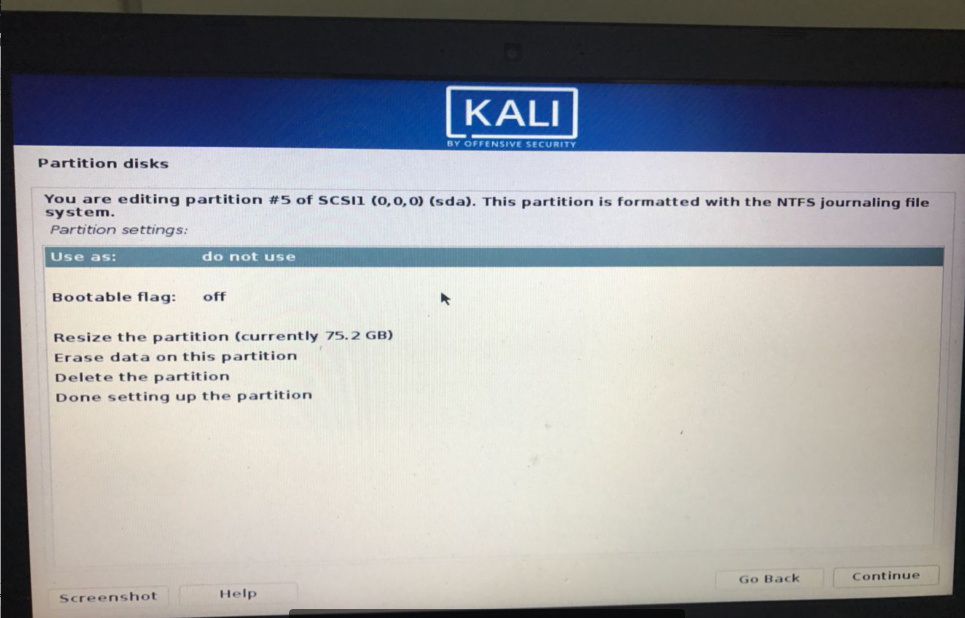 KALI
BY OFFENSIVE SECURITY
Partition disks
You are editing partition #5 of SCSI1 (0,0,0) (sda). This partition is formatted with the NTFS journaling file
system.
Partition settings:
Use as: do not use
Bootable flag: off
Resize the partition (currently 75.2 GB)
Erase data on this partition
Delete the partition
Done setting up the partition
Screenshot Help Go Back Continue